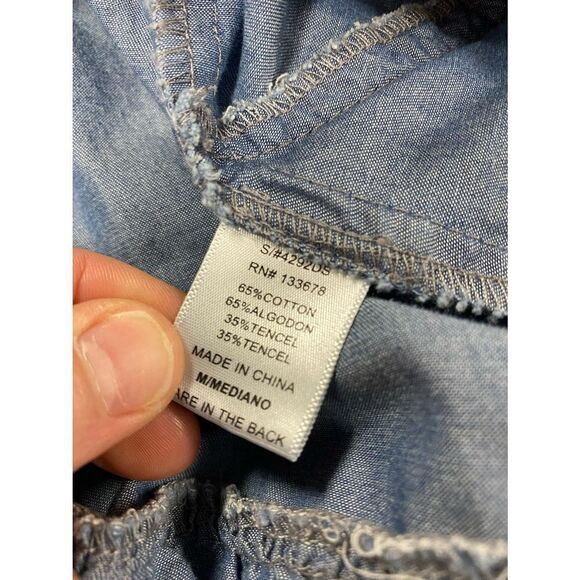 S/#4292DS
RN# 133678
65%COTTON
65%ALGODON
35%TENCEL
35%TENCEL
MADE IN CHINA
M/MEDIANO
ARE IN THE BACK